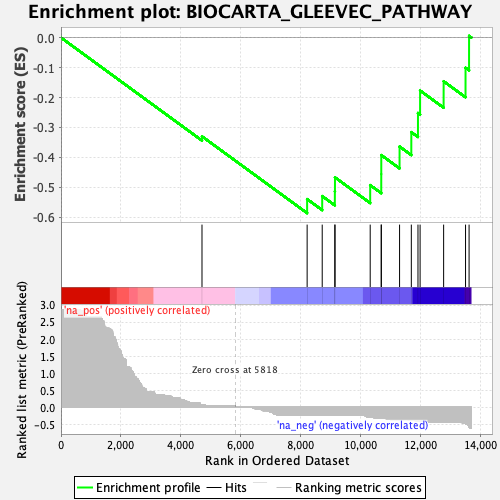 Enrichment plot: BIOCARTA_GLEEVEC_PATHWAY
Enrichment score (ES)
0.0
-0.1
-0.2
-0.3
-0.4
-0.5
-0.6
'na_pos' (positively correlated)
Ranked list metric (PreRanked)
3.0
2.5
2.0
1.5
1.0
0.5
0.0
-0.5
Zero cross at 5818
'na_neg' (negatively correlated)
0
2,000
4,000
6,000
8,000
10,000
12,000
14,000
Rank in Ordered Dataset
Enrichment profile
Hits
Ranking metric scores